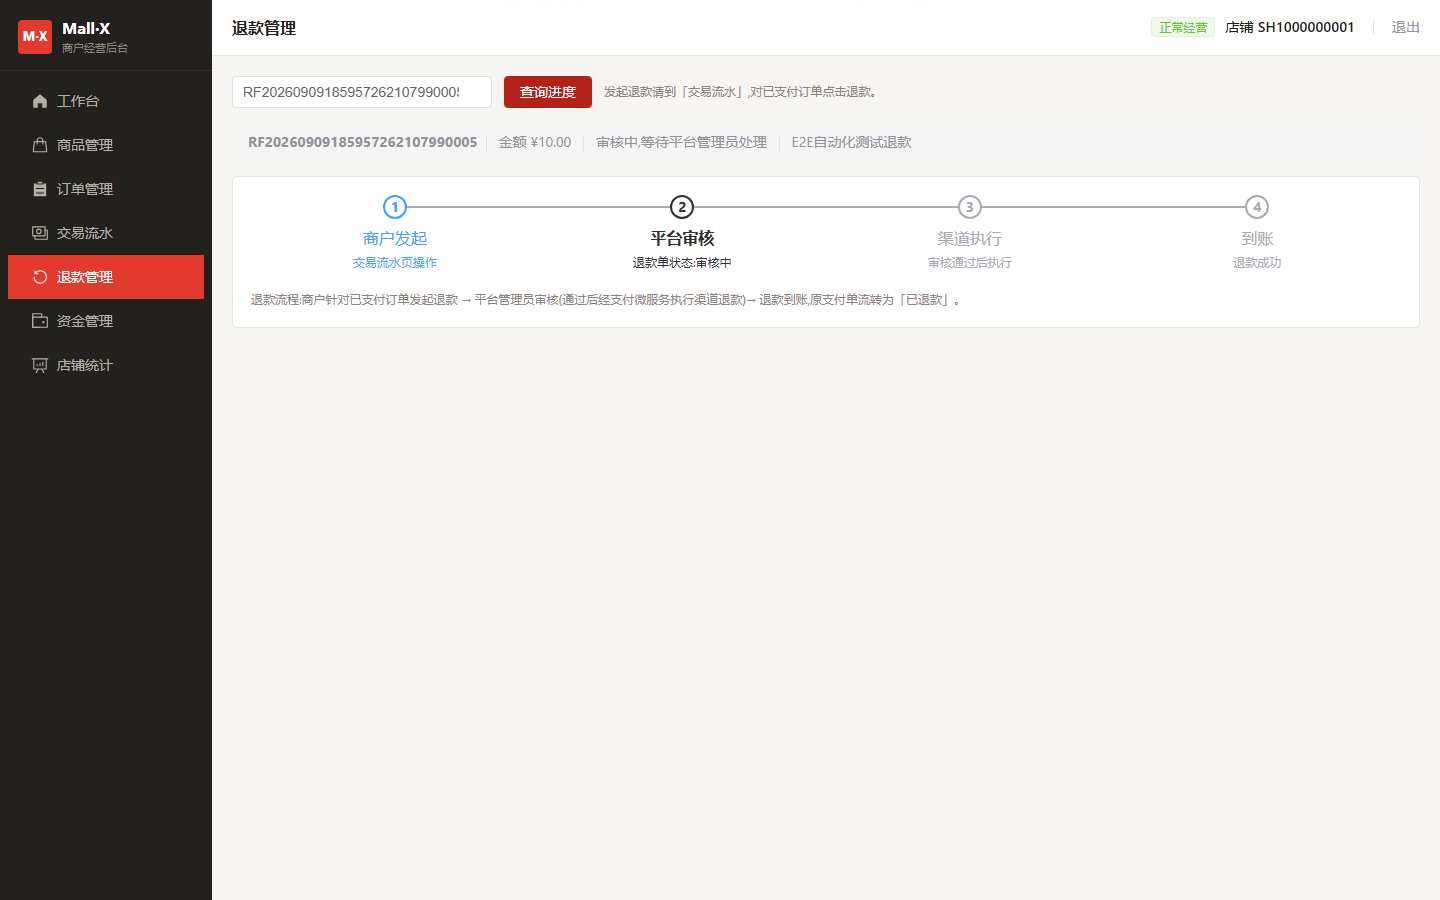 M·X
Mall·X
商户经营后台
工作台
商品管理
订单管理
交易流水
退款管理
资金管理
店铺统计
退款管理
正常经营 店铺 SH1000000001 退出
RF20260909185957262107990005 查询进度 发起退款请到「交易流水」,对已支付订单点击退款。
RF20260909185957262107990005 金额 ¥10.00 审核中,等待平台管理员处理 E2E自动化测试退款
1 2 3 4
商户发起 平台审核 渠道执行 到账
交易流水页操作 退款单状态:审核中 审核通过后执行 退款成功
退款流程:商户针对已支付订单发起退款 → 平台管理员审核(通过后经支付微服务执行渠道退款)→ 退款到账,原支付单流转为「已退款」。